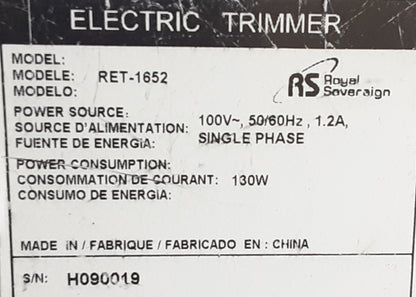 ELECTRIC TRIMMER
MODEL:
MODELE: RET-1652
MODELO:
RS Royal Sovereign
POWER SOURCE:
SOURCE D'ALIMENTATION: 100V~, 50/60Hz, 1.2A,
FUENTE DE ENERGIA: SINGLE PHASE
POWER CONSUMPTION:
CONSOMMATION DE COURANT: 130W
CONSUMO DE ENERGIA:
MADE IN / FABRIQUE / FABRICADO EN : CHINA
S/N: H090019